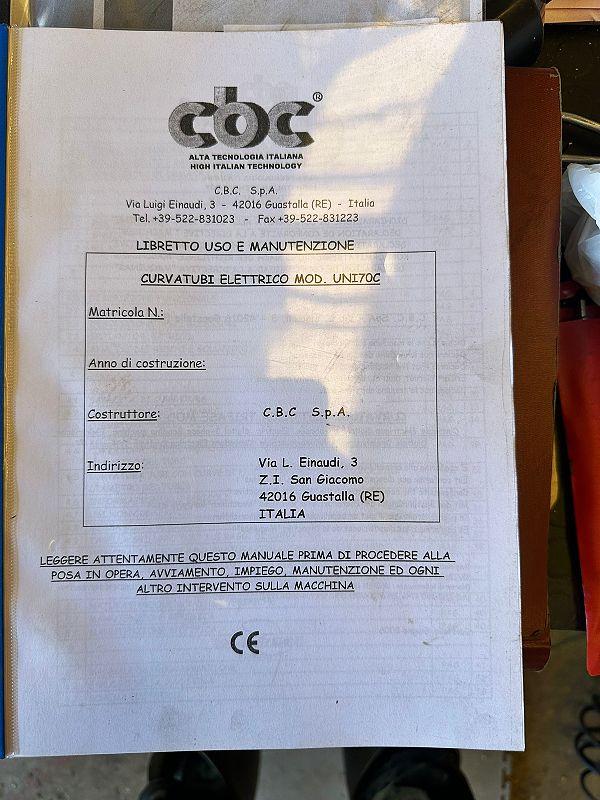 cbc®
ALTA TECNOLOGIA ITALIANA
HIGH ITALIAN TECHNOLOGY
C.B.C. S.p.A.
Via Luigi Einaudi, 3 - 42016 Guastalla (RE) - Italia
Tel. +39-522-831023 - Fax +39-522-831223
LIBRETTO USO E MANUTENZIONE
CURVATUBI ELETTRICO MOD. UNI70C
Matricola N.:
Anno di costruzione:
Costruttore: C.B.C S.p.A.
Indirizzo: Via L. Einaudi, 3
Z.I. San Giacomo
42016 Guastalla (RE)
ITALIA
LEGGERE ATTENTAMENTE QUESTO MANUALE PRIMA DI PROCEDERE ALLA
POSA IN OPERA, AVVIAMENTO, IMPIEGO, MANUTENZIONE ED OGNI
ALTRO INTERVENTO SULLA MACCHINA
CE